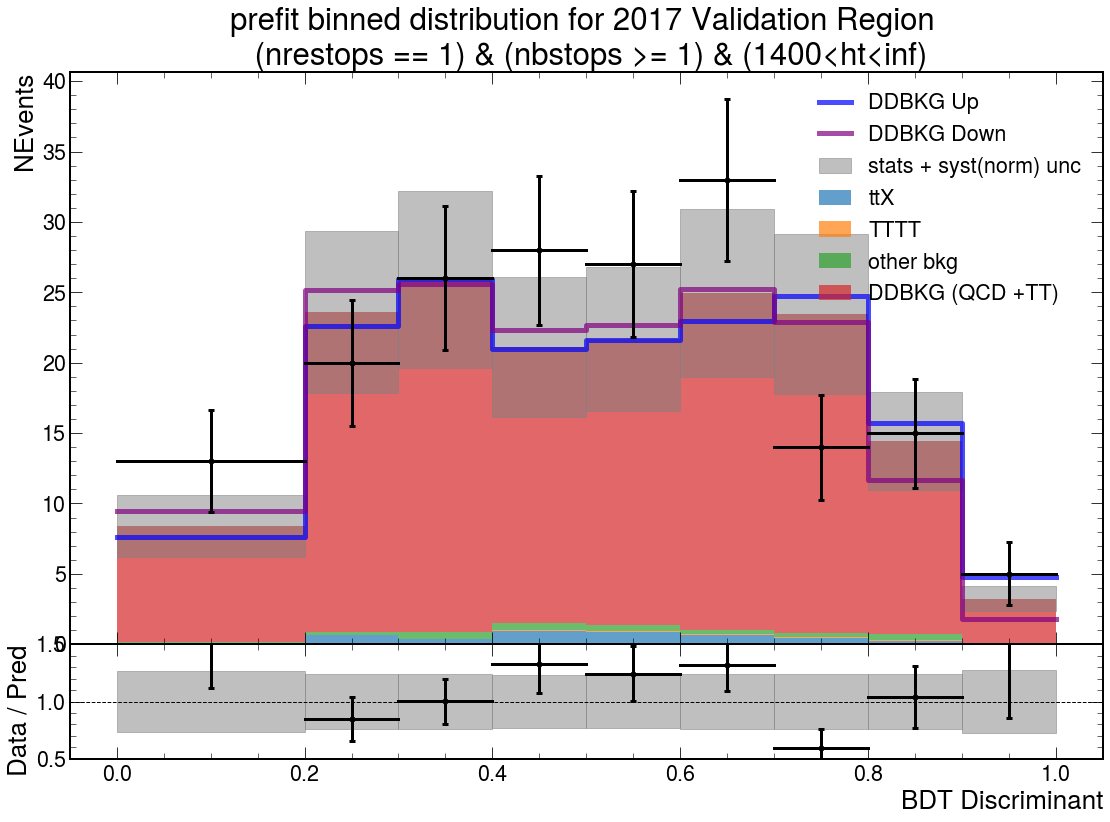 prefit binned distribution for 2017 Validation Region
(nrestops == 1) & (nbstops >= 1) & (1400<ht<inf)
NEvents
40
35
30
25
20
15
10
5
0
DDBKG Up
DDBKG Down
stats + syst(norm) unc
ttX
TTTT
other bkg
DDBKG (QCD +TT)
Data / Pred
1.5
1.0
0.5
0.0 0.2 0.4 0.6 0.8 1.0
BDT Discriminant